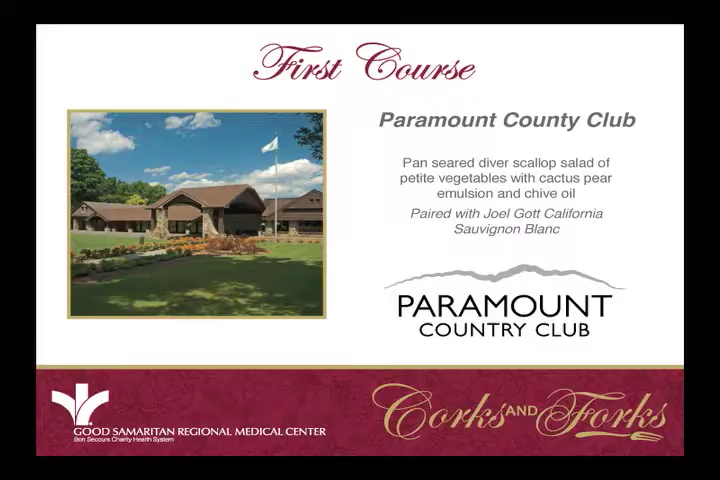 First Course
Paramount County Club
Pan seared diver scallop salad of
petite vegetables with cactus pear
emulsion and chive oil
Paired with Joel Gott California
Sauvignon Blanc
PARAMOUNT
COUNTRY CLUB
GOOD SAMARITAN REGIONAL MEDICAL CENTER
Bon Secours Charity Health System
Corks AND Forks